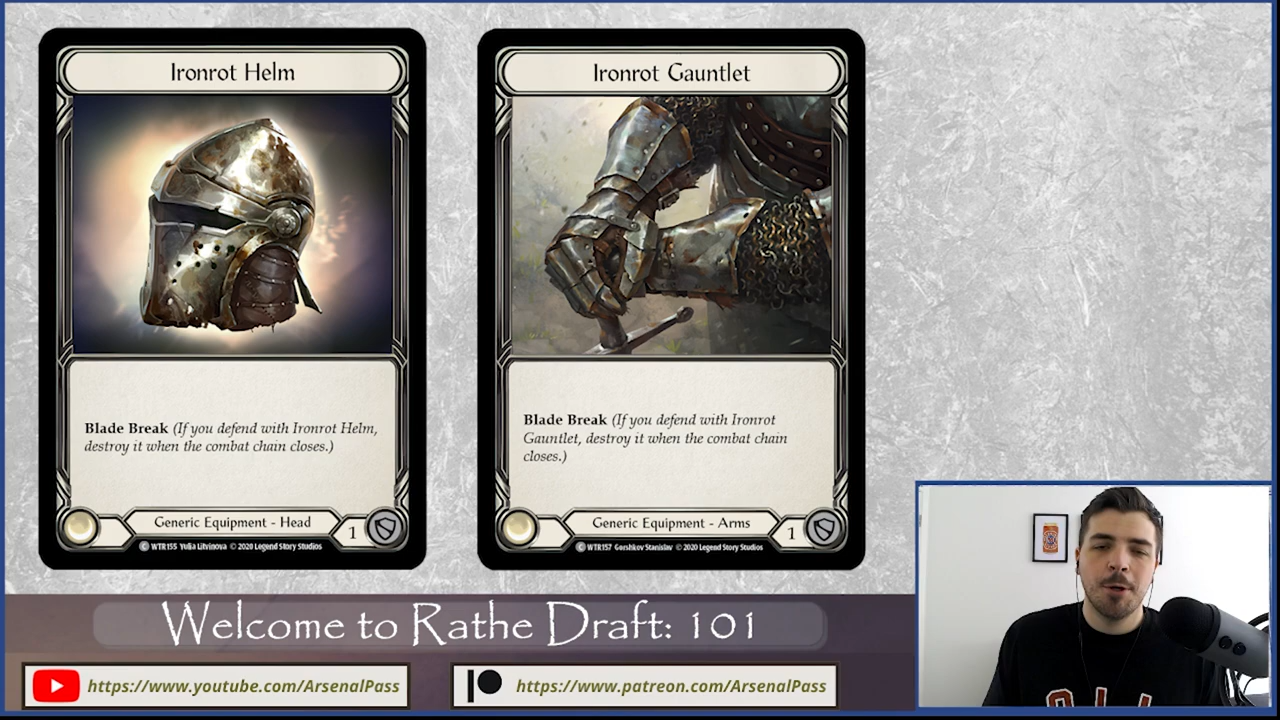 Ironrot Helm
Blade Break (If you defend with Ironrot Helm,
destroy it when the combat chain closes.)
Generic Equipment - Head
1
C WTR155 Yulia Litvinova © 2020 Legend Story Studios
Ironrot Gauntlet
Blade Break (If you defend with Ironrot
Gauntlet, destroy it when the combat chain
closes.)
Generic Equipment - Arms
1
C WTR157 Gorshkov Stanislav © 2020 Legend Story Studios
Welcome to Rathe Draft: 101
https://www.youtube.com/ArsenalPass
https://www.patreon.com/ArsenalPass